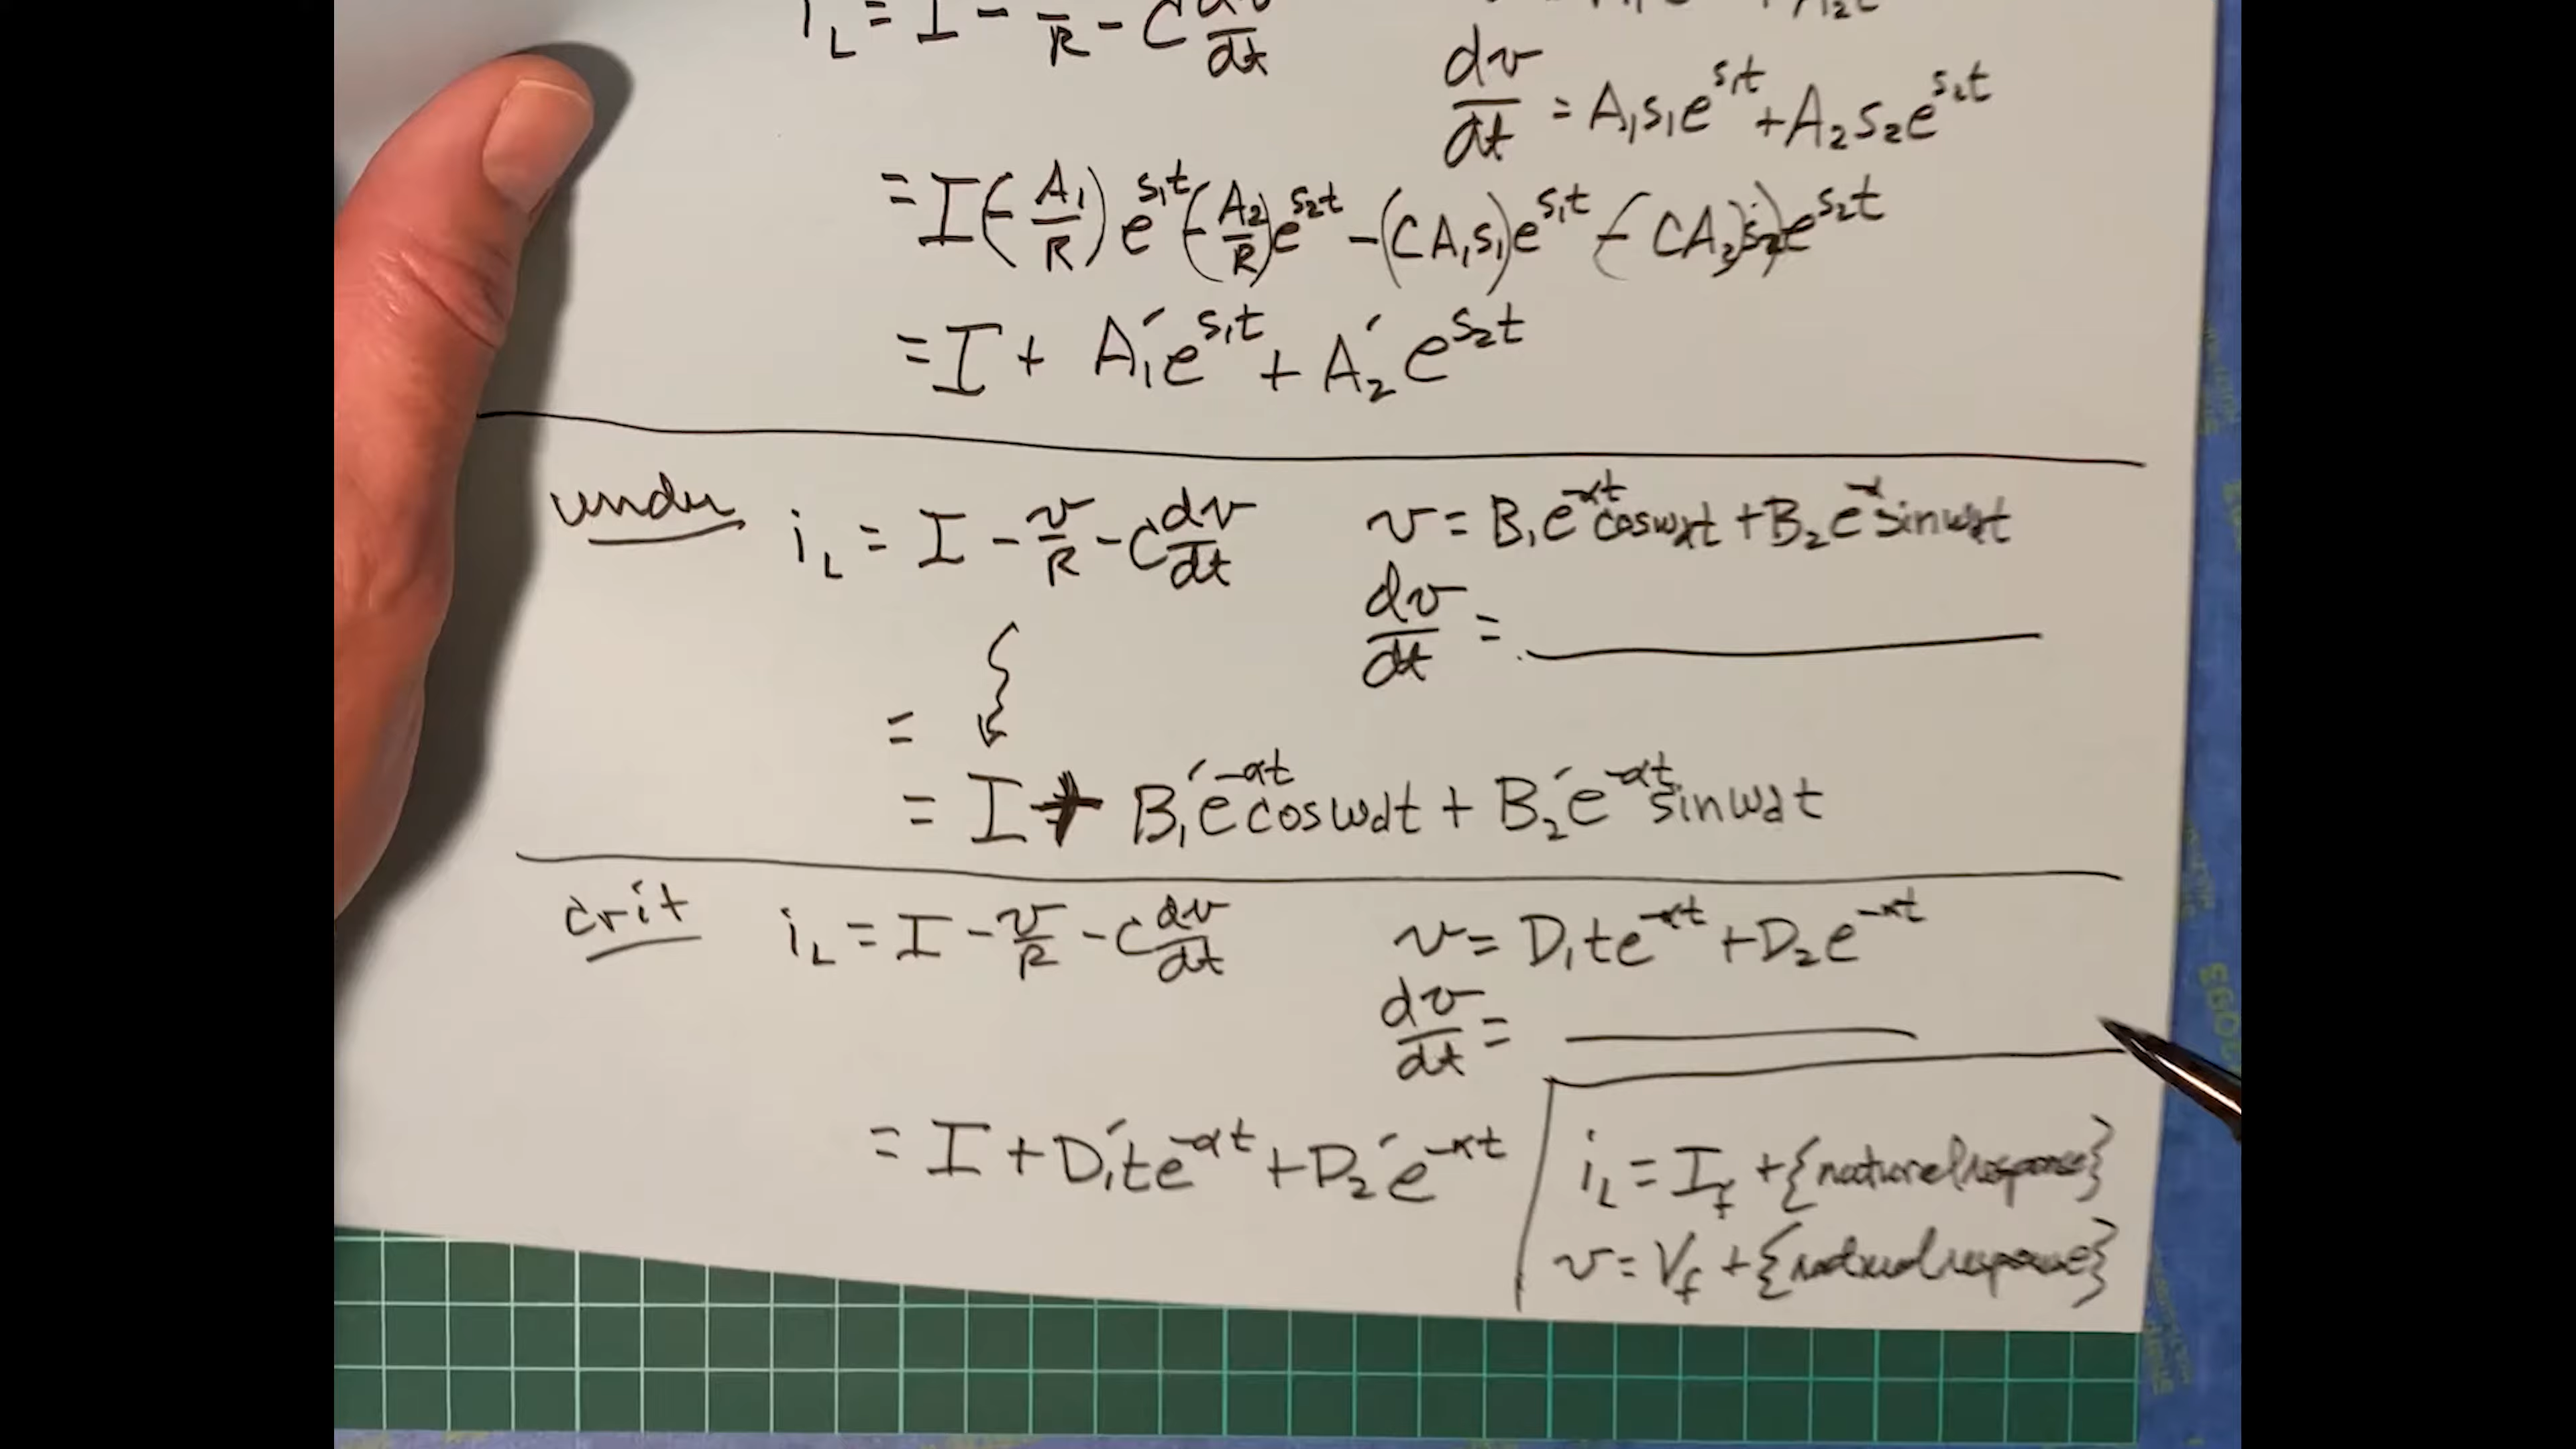 i_L = I - v/R - C dv/dt
dv/dt = A₁s₁e^{s₁t} + A₂s₂e^{s₂t}
= I (- A₁/R) e^{s₁t} (- A₂/R) e^{s₂t} - (CA₁s₁) e^{s₁t} (- CA₂s₂) e^{s₂t}
= I + A₁′e^{s₁t} + A₂′e^{s₂t}
under i_L = I - v/R - C dv/dt v = B₁e^{-αt}cosω_dt + B₂e^{-α}sinω_dt
dv/dt =
=
= I + B₁′e^{-αt}cosω_dt + B₂′e^{-αt}sinω_dt
crit i_L = I - v/R - C dv/dt v = D₁te^{-αt} + D₂e^{-αt}
dv/dt =
= I + D₁′te^{-αt} + D₂′e^{-αt}
i_L = I_f + {natural response}
v = V_f + {natural response}